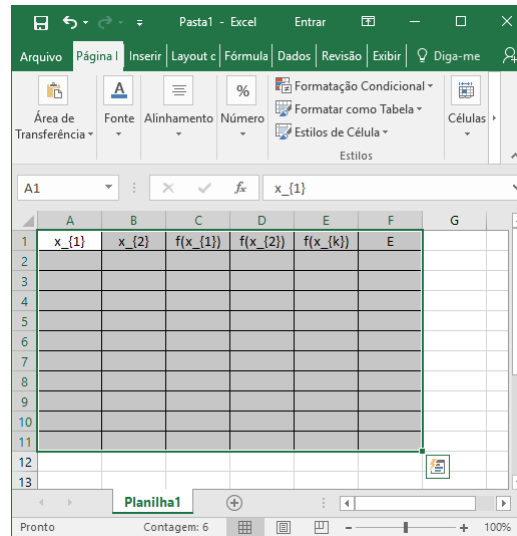 Pasta1 - Excel Entrar
Arquivo Página I Inserir Layout c Fórmula Dados Revisão Exibir Diga-me
Área de Transferência
Fonte
Alinhamento
Número
Formatação Condicional
Formatar como Tabela
Estilos de Célula
Estilos
Células
A1 fx x_{1}
A B C D E F G
1 x_{1} x_{2} f(x_{1}) f(x_{2}) f(x_{k}) E
2
3
4
5
6
7
8
9
10
11
12
13
Planilha1
Pronto Contagem: 6 100%